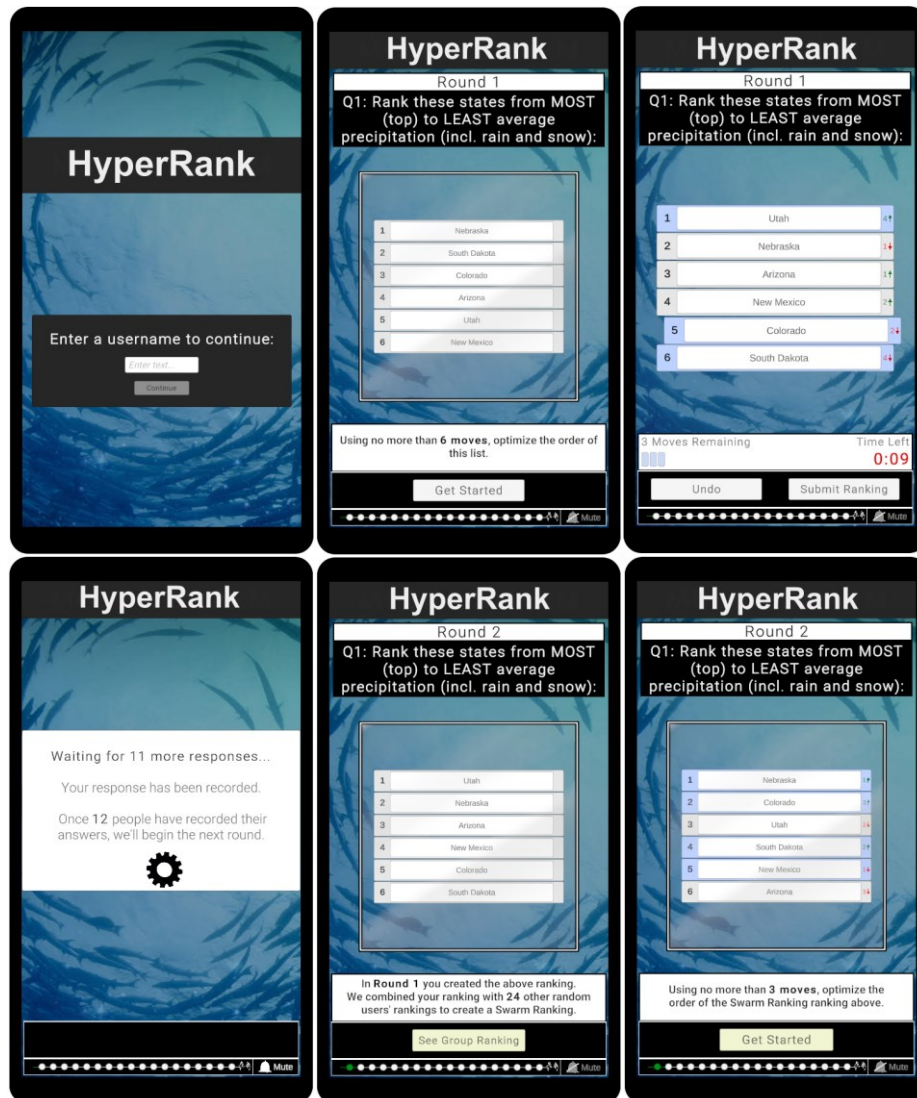 HyperRank
Enter a username to continue:
Enter text...
Continue
HyperRank
Round 1
Q1: Rank these states from MOST
(top) to LEAST average
precipitation (incl. rain and snow):
1 Nebraska
2 South Dakota
3 Colorado
4 Arizona
5 Utah
6 New Mexico
Using no more than 6 moves, optimize the order of
this list.
Get Started
Mute
HyperRank
Round 1
Q1: Rank these states from MOST
(top) to LEAST average
precipitation (incl. rain and snow):
1 Utah 4
2 Nebraska 1
3 Arizona 1
4 New Mexico 2
5 Colorado 2
6 South Dakota 4
3 Moves Remaining Time Left
0:09
Undo Submit Ranking
Mute
HyperRank
Waiting for 11 more responses...
Your response has been recorded.
Once 12 people have recorded their
answers, we'll begin the next round.
Mute
HyperRank
Round 2
Q1: Rank these states from MOST
(top) to LEAST average
precipitation (incl. rain and snow):
1 Utah
2 Nebraska
3 Arizona
4 New Mexico
5 Colorado
6 South Dakota
In Round 1 you created the above ranking.
We combined your ranking with 24 other random
users' rankings to create a Swarm Ranking.
See Group Ranking
Mute
HyperRank
Round 2
Q1: Rank these states from MOST
(top) to LEAST average
precipitation (incl. rain and snow):
1 Nebraska
2 Colorado
3 Utah
4 South Dakota
5 New Mexico
6 Arizona
Using no more than 3 moves, optimize the
order of the Swarm Ranking ranking above.
Get Started
Mute